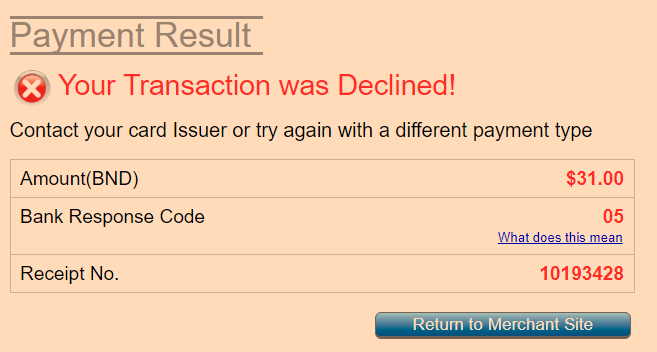 Payment Result
Your Transaction was Declined!
Contact your card Issuer or try again with a different payment type
Amount(BND) $31.00
Bank Response Code 05
What does this mean
Receipt No. 10193428
Return to Merchant Site